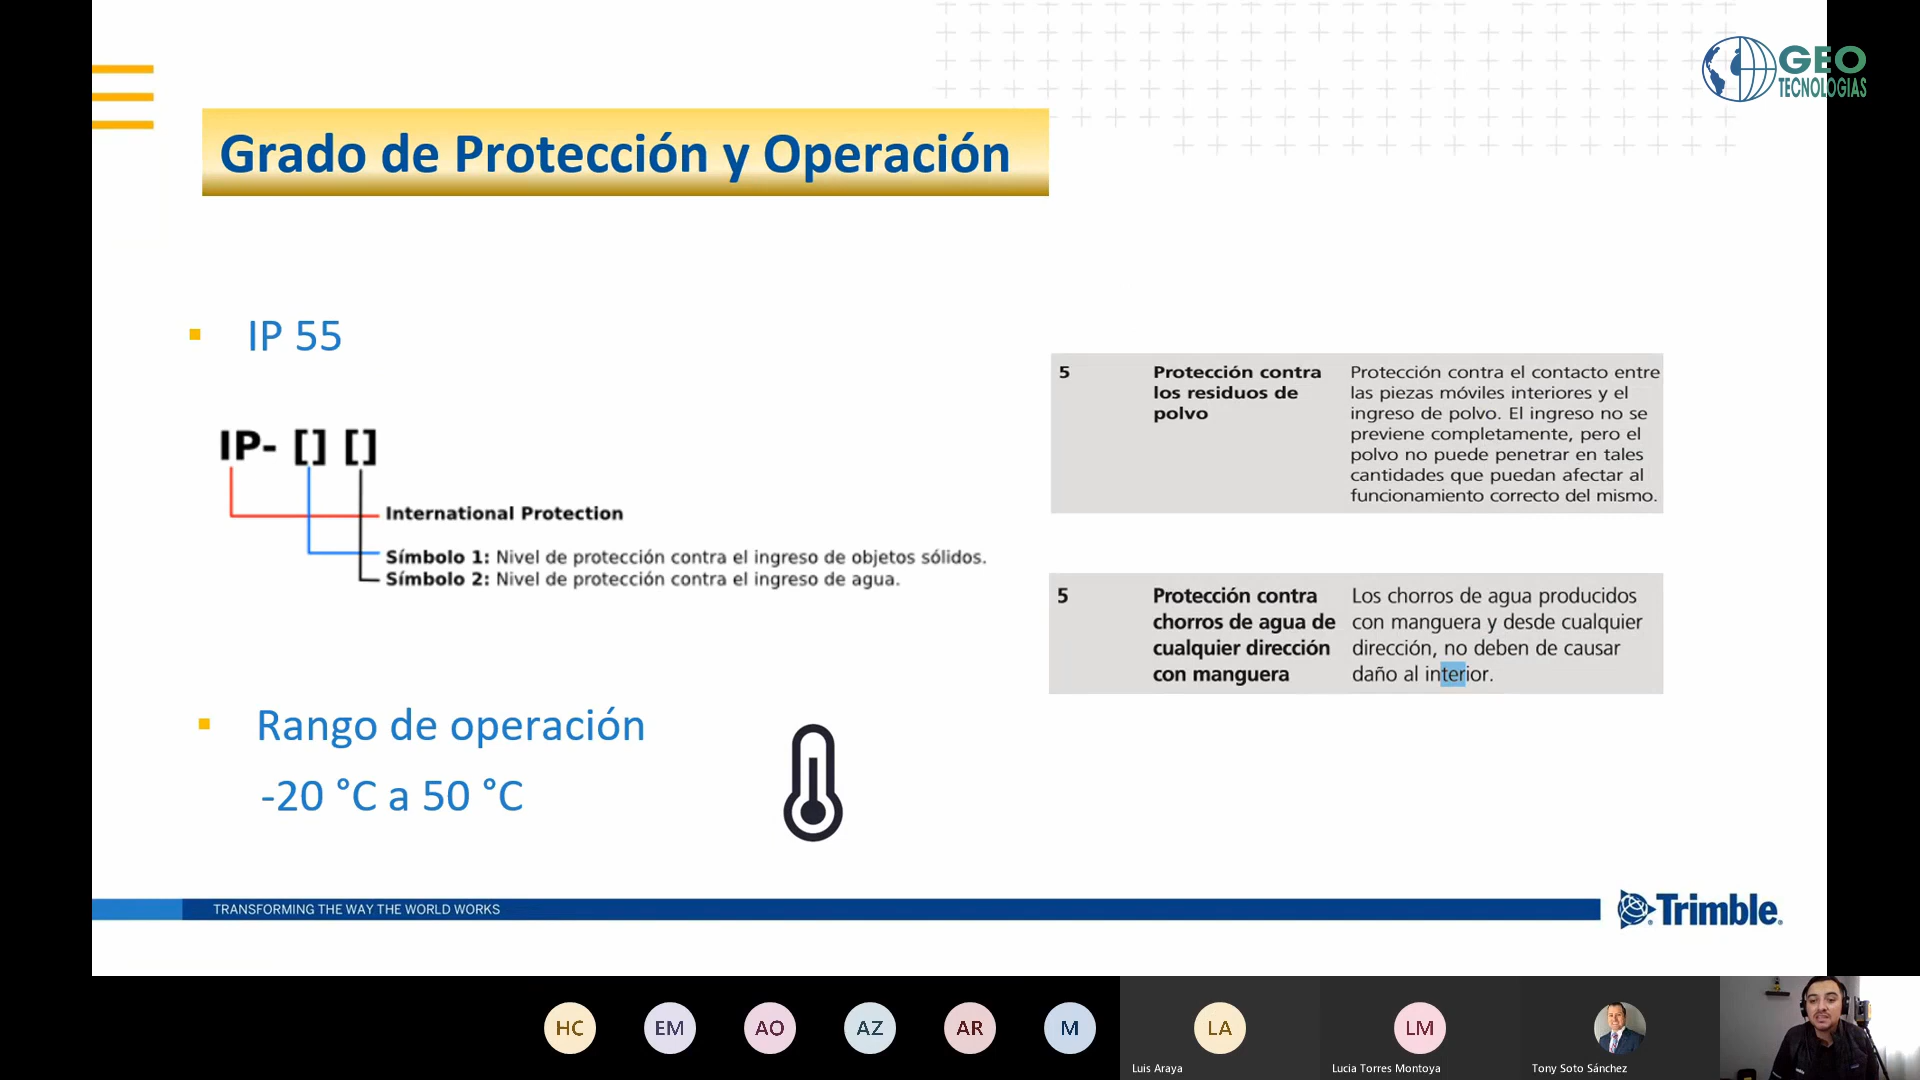 GEO
TECNOLOGIAS
Grado de Protección y Operación
IP 55
IP- [] []
International Protection
Símbolo 1: Nivel de protección contra el ingreso de objetos sólidos.
Símbolo 2: Nivel de protección contra el ingreso de agua.
5
Protección contra
los residuos de
polvo
Protección contra el contacto entre
las piezas móviles interiores y el
ingreso de polvo. El ingreso no se
previene completamente, pero el
polvo no puede penetrar en tales
cantidades que puedan afectar al
funcionamiento correcto del mismo.
5
Protección contra
chorros de agua de
cualquier dirección
con manguera
Los chorros de agua producidos
con manguera y desde cualquier
dirección, no deben de causar
daño al interior.
Rango de operación
-20 °C a 50 °C
TRANSFORMING THE WAY THE WORLD WORKS
Trimble
HC
EM
AO
AZ
AR
M
LA
LM
Luis Araya
Lucia Torres Montoya
Tony Soto Sánchez